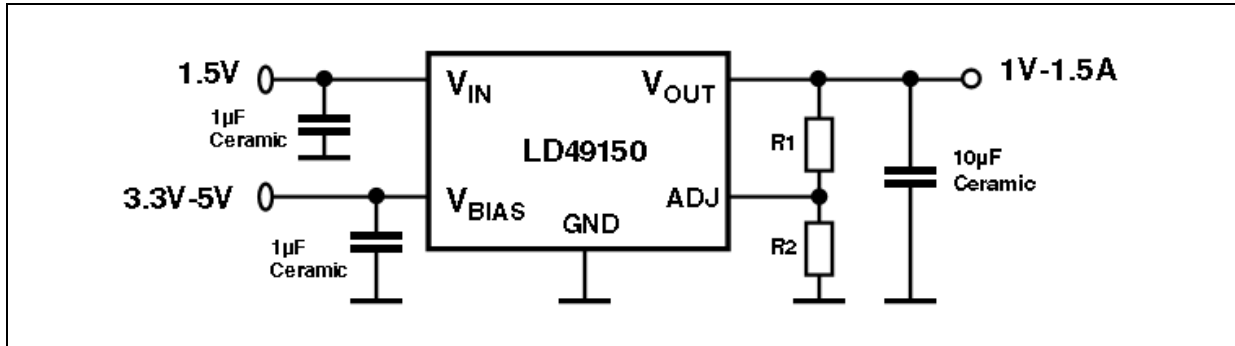 1.5V
1µF
Ceramic
3.3V-5V
1µF
Ceramic
VIN
VOUT
LD49150
VBIAS
ADJ
GND
R1
R2
10µF
Ceramic
1V-1.5A